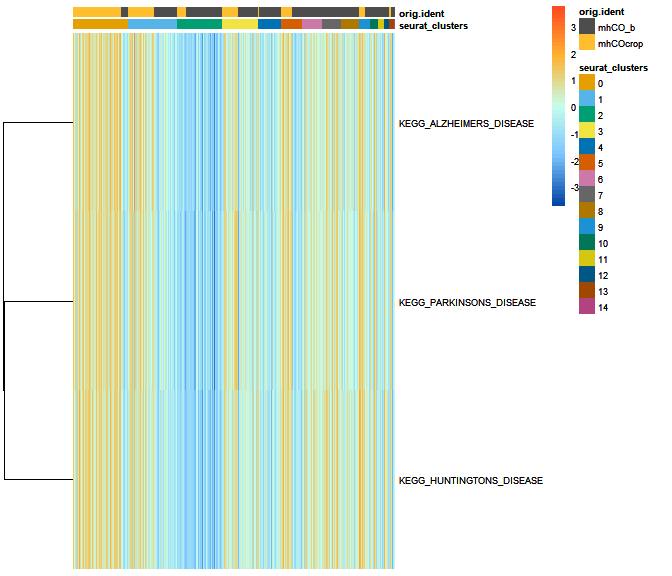 orig.ident
seurat_clusters
KEGG_ALZHEIMERS_DISEASE
KEGG_PARKINSONS_DISEASE
KEGG_HUNTINGTONS_DISEASE
3
2
1
0
-1
-2
-3
orig.ident
mhCO_b
mhCOcrop
seurat_clusters
0
1
2
3
4
5
6
7
8
9
10
11
12
13
14